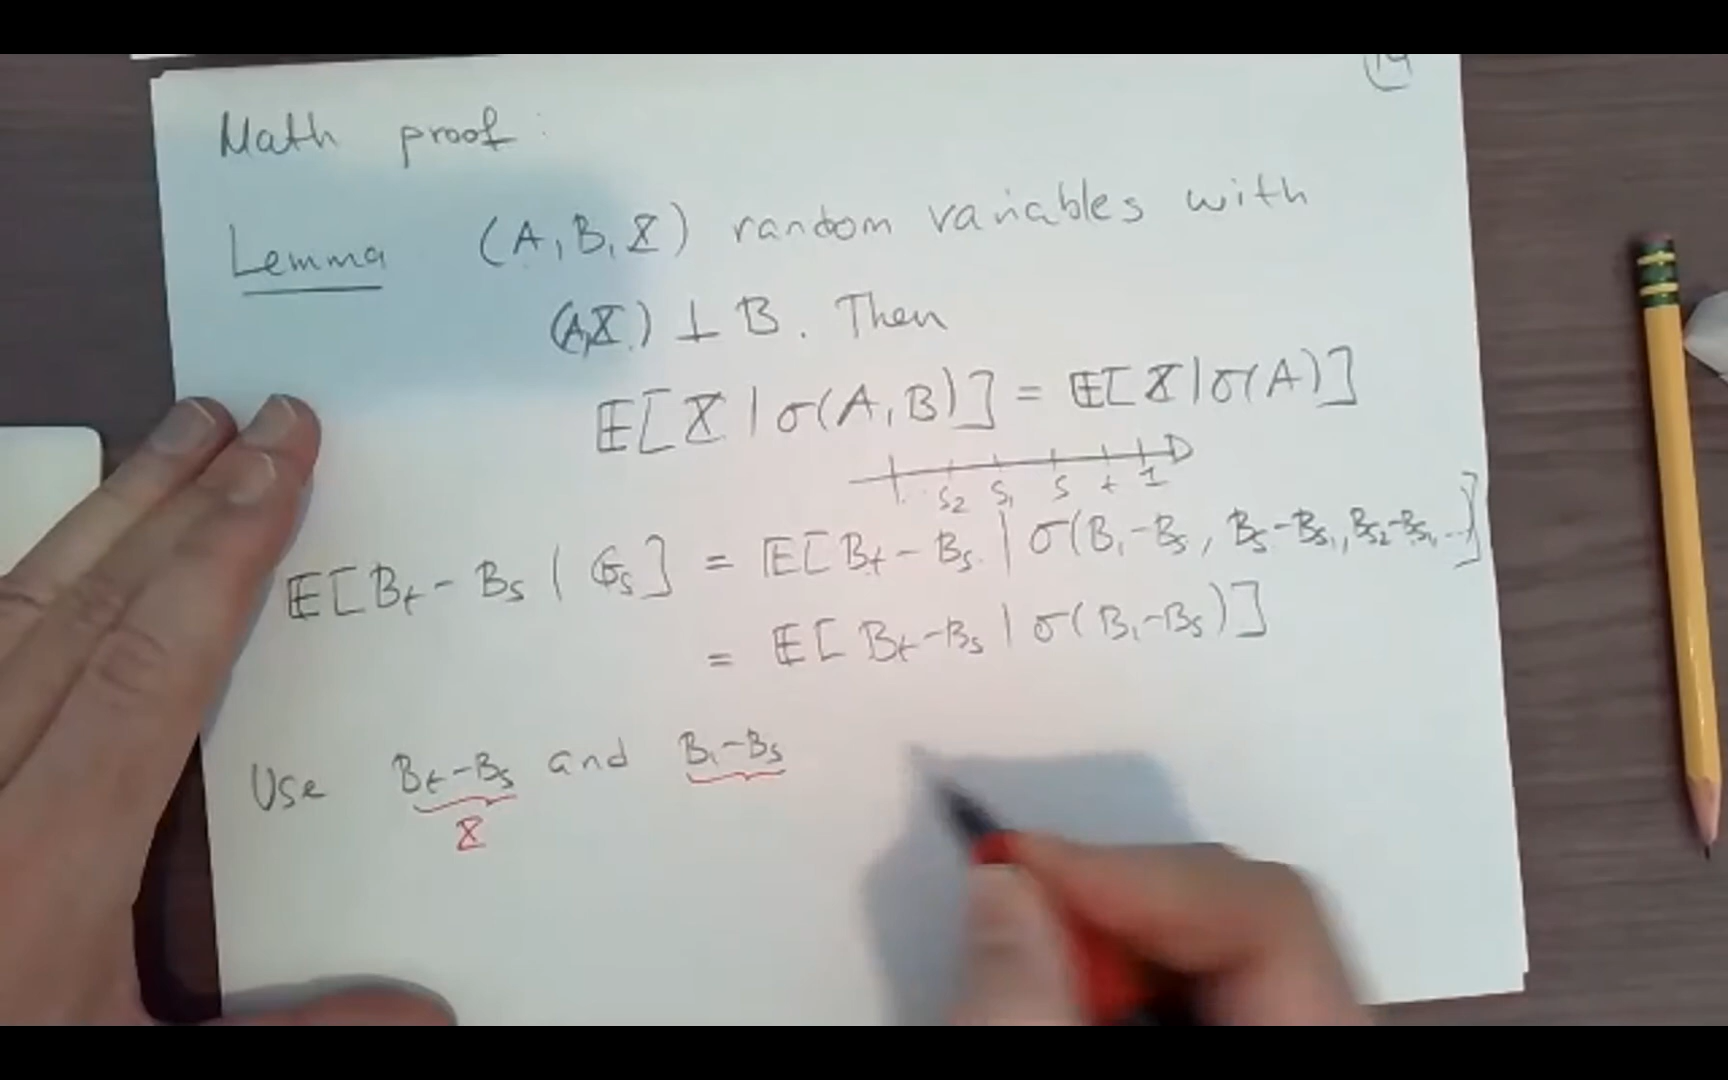 Math proof:
Lemma (A, B, X) random variables with
(A,X) ⊥ B. Then
E[X | σ(A, B)] = E[X | σ(A)]
S₂ S₁ S t 1
E[Bt - Bs | Gs] = E[Bt - Bs | σ(B₁-Bs, Bs-Bs₁, Bs₂-Bs₁, ...)]
= E[Bt-Bs | σ(B₁-Bs)]
Use Bt-Bs and B₁-Bs
X